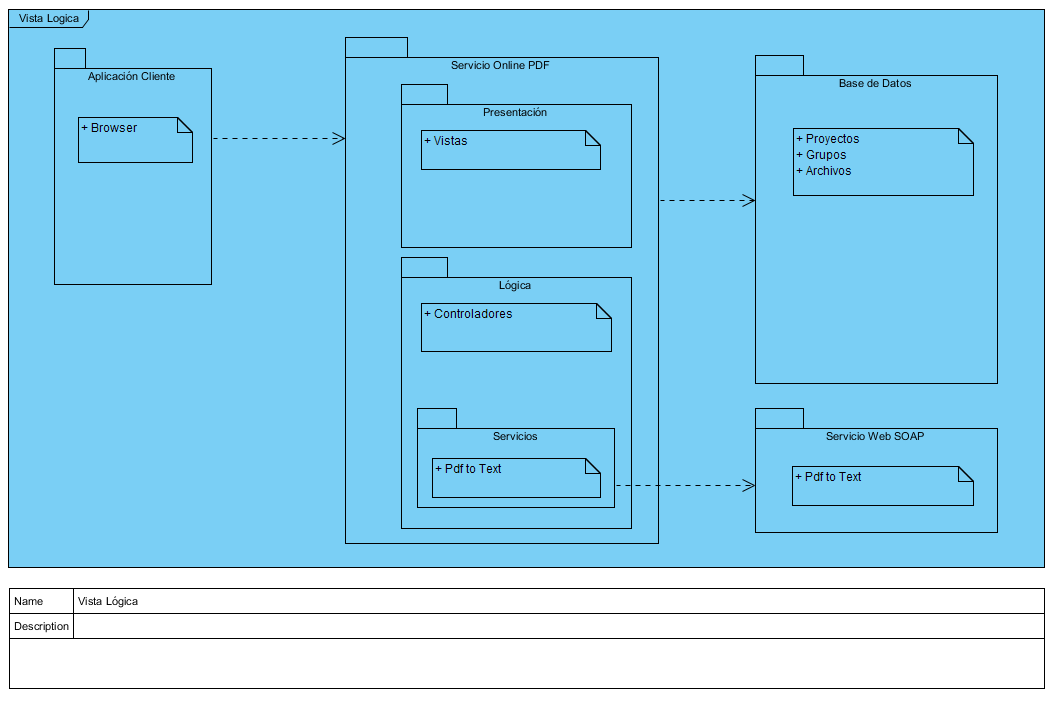 Vista Logica
Aplicación Cliente
+ Browser
Servicio Online PDF
Presentación
+ Vistas
Lógica
+ Controladores
Servicios
+ Pdf to Text
Base de Datos
+ Proyectos
+ Grupos
+ Archivos
Servicio Web SOAP
+ Pdf to Text
Name Vista Lógica
Description